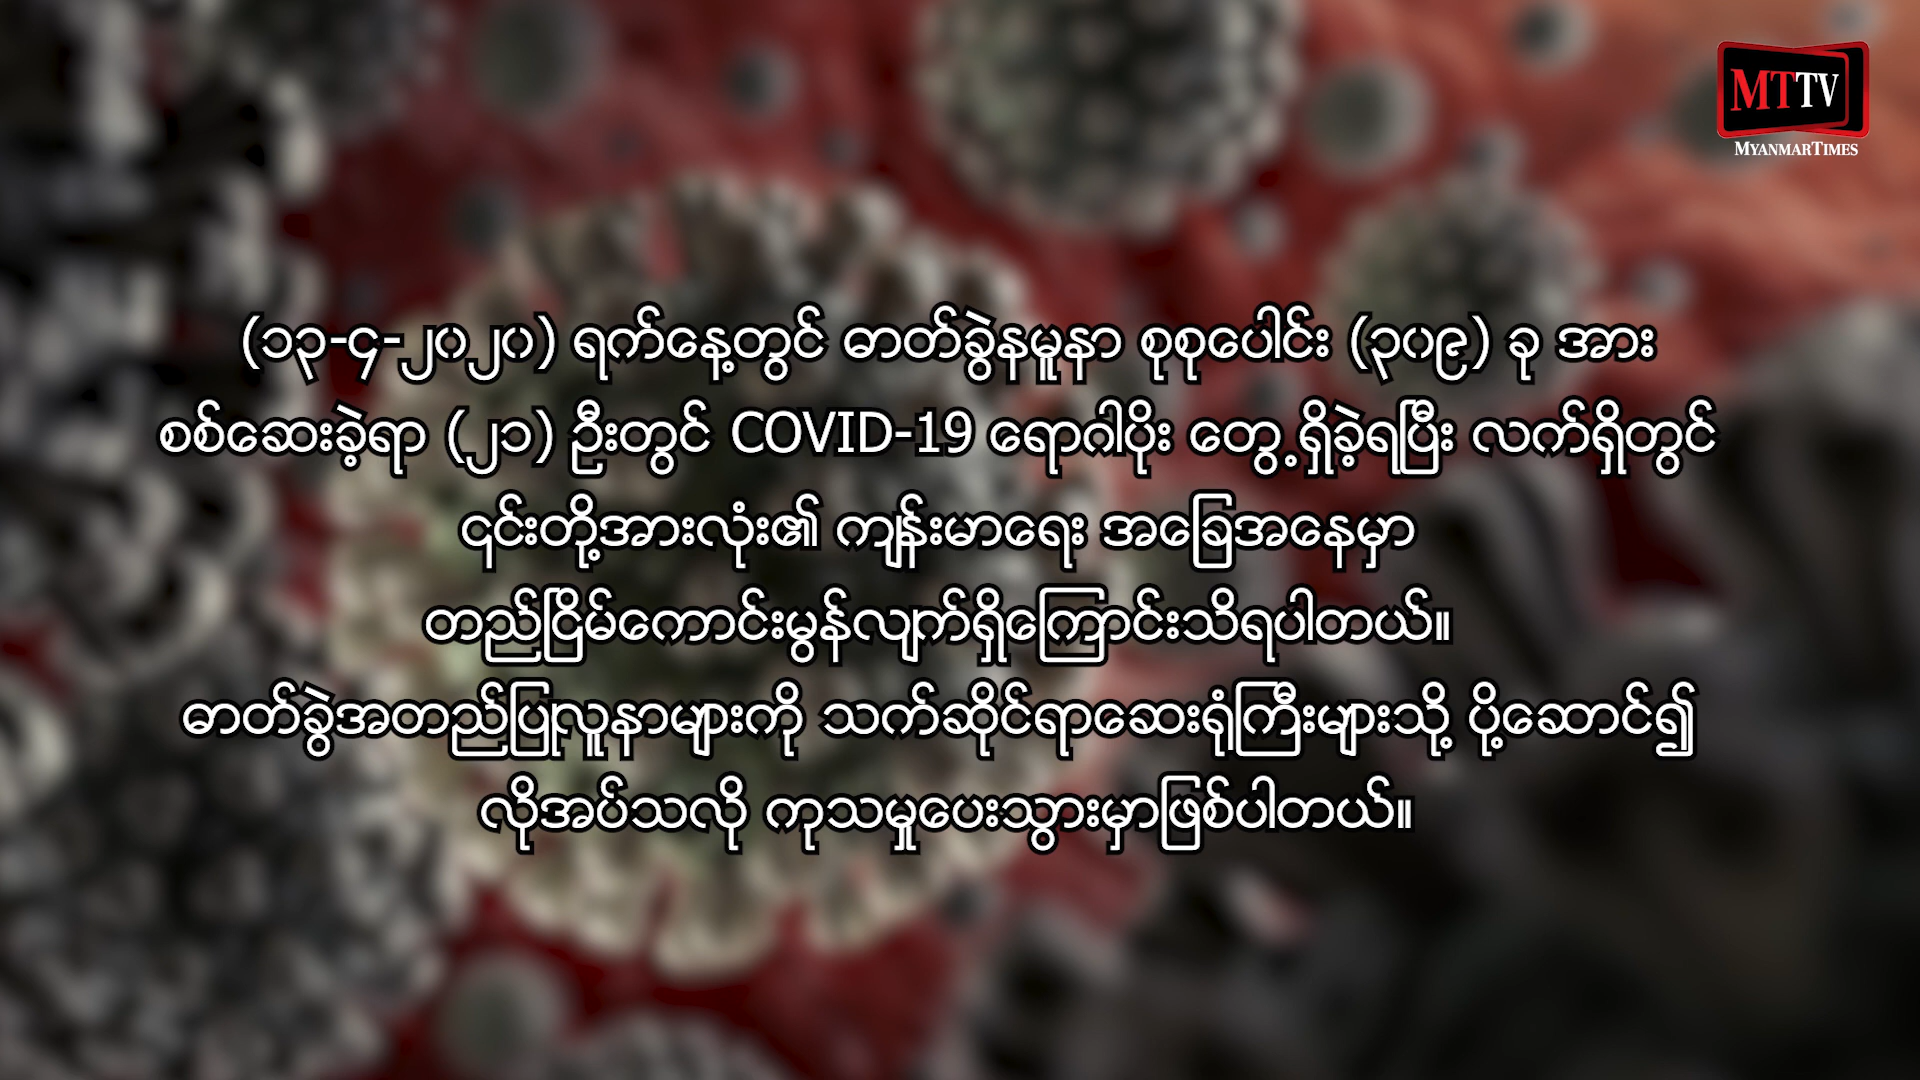 MTTV
MYANMARTIMES
(၁၃-၄-၂၀၂၀) ရက်နေ့တွင် ဓာတ်ခွဲနမူနာ စုစုပေါင်း (၃၀၉) ခု အား
စစ်ဆေးခဲ့ရာ (၂၁) ဦးတွင် COVID-19 ရောဂါပိုး တွေ့ရှိခဲ့ရပြီး လက်ရှိတွင်
၎င်းတို့အားလုံး၏ ကျန်းမာရေး အခြေအနေမှာ
တည်ငြိမ်ကောင်းမွန်လျက်ရှိကြောင်းသိရပါတယ်။
ဓာတ်ခွဲအတည်ပြုလူနာများကို သက်ဆိုင်ရာဆေးရုံကြီးများသို့ ပို့ဆောင်၍
လိုအပ်သလို ကုသမှုပေးသွားမှာဖြစ်ပါတယ်။